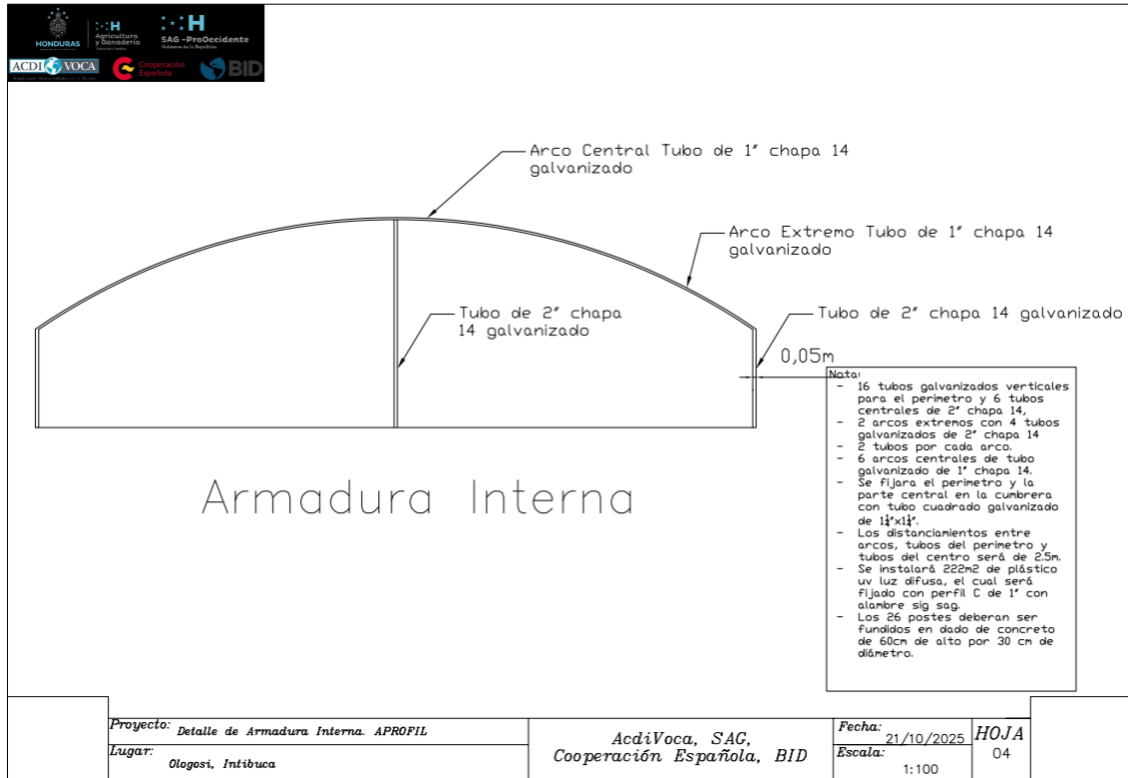 HONDURAS
Agricultura
y Ganadería
SAG -ProOccidente
Gobierno de la República
ACDI VOCA
Cooperación
Española
BID
Arco Central Tubo de 1" chapa 14
galvanizado
Arco Extremo Tubo de 1" chapa 14
galvanizado
Tubo de 2" chapa
14 galvanizado
Tubo de 2" chapa 14 galvanizado
0,05m
Nota:
- 16 tubos galvanizados verticales
para el perimetro y 6 tubos
centrales de 2" chapa 14,
- 2 arcos extremos con 4 tubos
galvanizados de 2" chapa 14
- 2 tubos por cada arco.
- 6 arcos centrales de tubo
galvanizado de 1" chapa 14.
- Se fijara el perimetro y la
parte central en la cumbrera
con tubo cuadrado galvanizado
de
- Los distanciamientos entre
arcos, tubos del perimetro y
tubos del centro será de 2.5m.
- Se instalará 222m2 de plástico
uv luz difusa, el cual será
fijado con perfil C de 1" con
alambre sig sag.
- Los 26 postes deberan ser
fundidos en dado de concreto
de 60cm de alto por 30 cm de
diámetro.
Armadura Interna
Proyecto: Detalle de Armadura Interna. APROFIL
Lugar:
Ologosi, Intibuca
AcdiVoca, SAG,
Cooperación Española, BID
Fecha:
21/10/2025
Escala:
1:100
HOJA
04